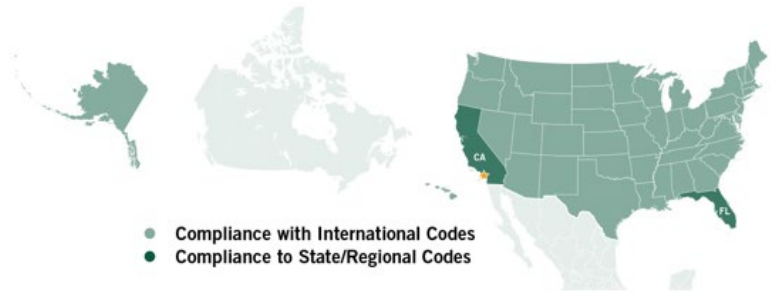 CA
FL
Compliance with International Codes
Compliance to State/Regional Codes